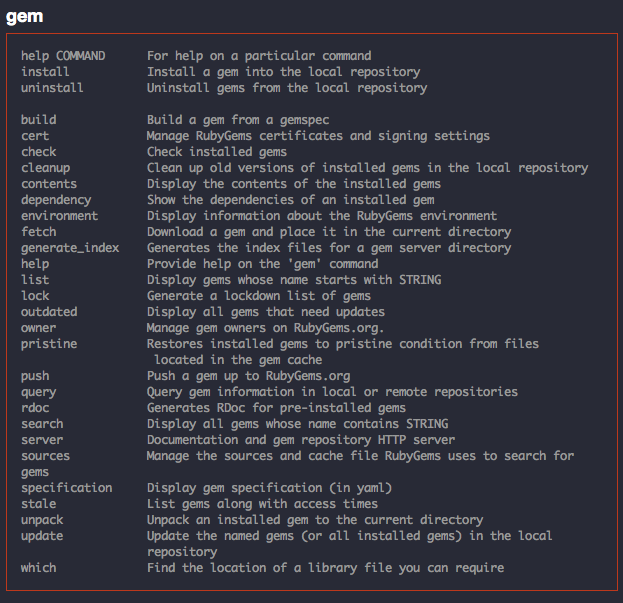 gem
help COMMAND For help on a particular command
install Install a gem into the local repository
uninstall Uninstall gems from the local repository
build Build a gem from a gemspec
cert Manage RubyGems certificates and signing settings
check Check installed gems
cleanup Clean up old versions of installed gems in the local repository
contents Display the contents of the installed gems
dependency Show the dependencies of an installed gem
environment Display information about the RubyGems environment
fetch Download a gem and place it in the current directory
generate_index Generates the index files for a gem server directory
help Provide help on the 'gem' command
list Display gems whose name starts with STRING
lock Generate a lockdown list of gems
outdated Display all gems that need updates
owner Manage gem owners on RubyGems.org.
pristine Restores installed gems to pristine condition from files
located in the gem cache
push Push a gem up to RubyGems.org
query Query gem information in local or remote repositories
rdoc Generates RDoc for pre-installed gems
search Display all gems whose name contains STRING
server Documentation and gem repository HTTP server
sources Manage the sources and cache file RubyGems uses to search for
gems
specification Display gem specification (in yaml)
stale List gems along with access times
unpack Unpack an installed gem to the current directory
update Update the named gems (or all installed gems) in the local
repository
which Find the location of a library file you can require